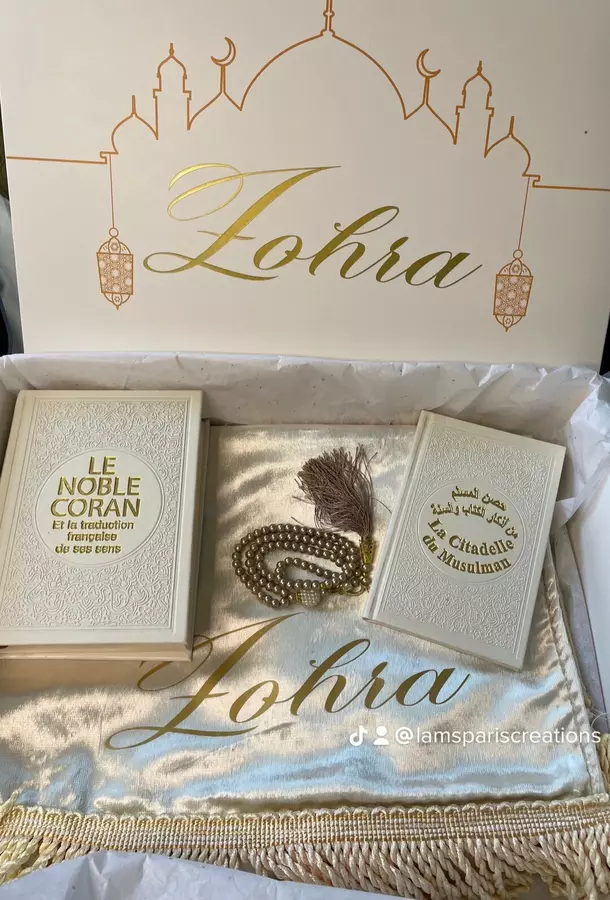 Zohra
LE
NOBLE
CORAN
Et la traduction
française
de ses sens
حصن المسلم
من أذكار الكتاب والسنة
La Citadelle
du Musulman
Zohra
@lamspariscreations